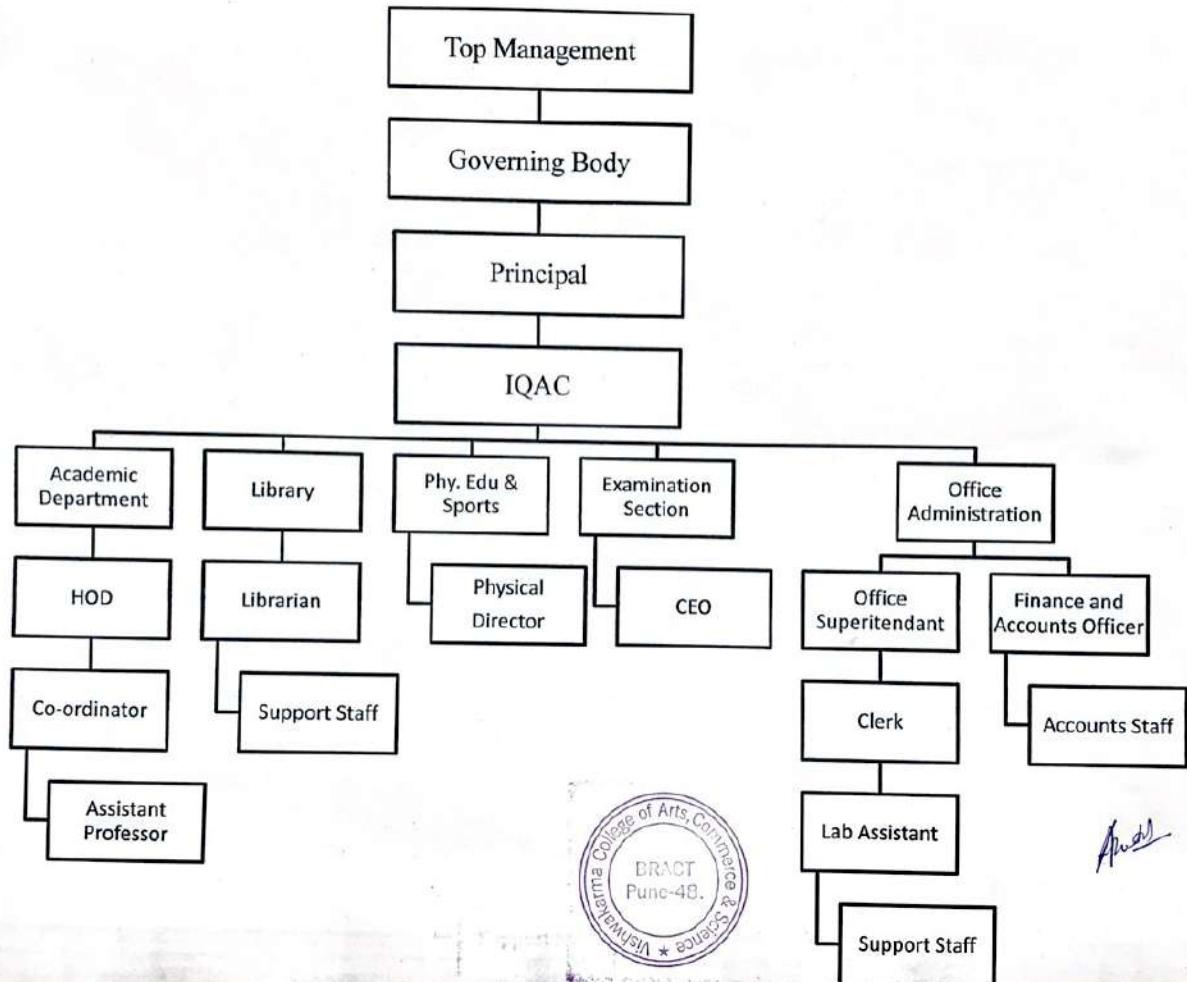 Top Management
Governing Body
Principal
IQAC
Academic
Department
Library
Phy. Edu &
Sports
Examination
Section
Office
Administration
HOD
Librarian
Physical
Director
CEO
Office
Superitendant
Finance and
Accounts Officer
Co-ordinator
Support Staff
Clerk
Accounts Staff
Assistant
Professor
Lab Assistant
Support Staff
Vishwakarma College of Arts, Commerce & Science ★
BRACT
Pune-48.